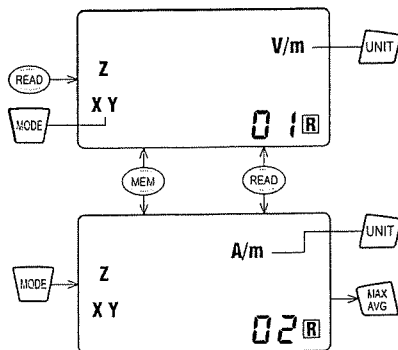 V/m
UNIT
Z
READ
X Y
MODE
01 R
MEM
READ
UNIT
A/m
MODE
Z
MAX
AVG
X Y
02 R